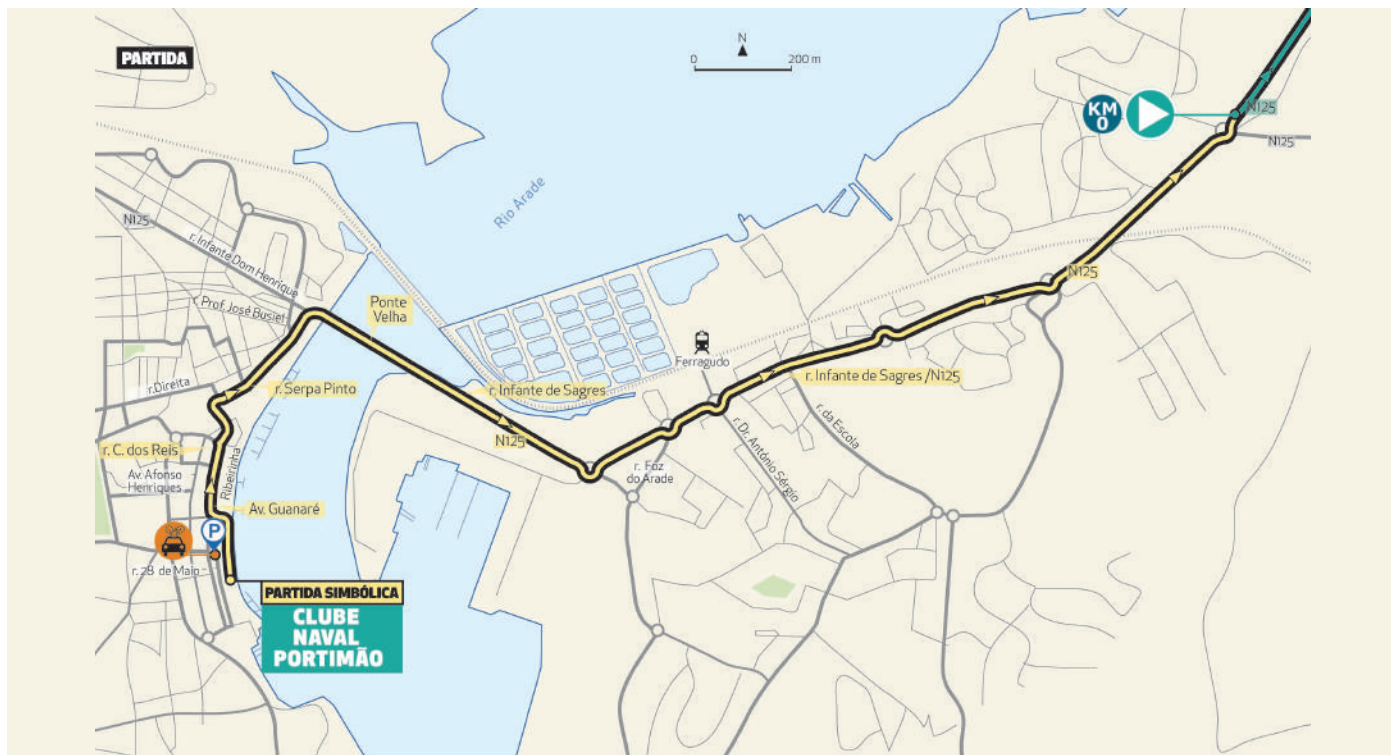 PARTIDA
N
0 200 m
KM
0
N125
N125
Rio Arade
N125
r. Infante Dom Henrique
r. Prof. José Busiel
Ponte
Velha
N125
Ferragudo
r.Direita
r. Serpa Pinto
r. Infante de Sagres
r. Infante de Sagres /N125
N125
r. da Escola
r. C. dos Reis
Ribeirinha
Av. Afonso
Henriques
r. Foz
do Arade
r. Dr. António Sérgio
Av. Guanaré
P
r. 28 de Maio
PARTIDA SIMBÓLICA
CLUBE
NAVAL
PORTIMÃO